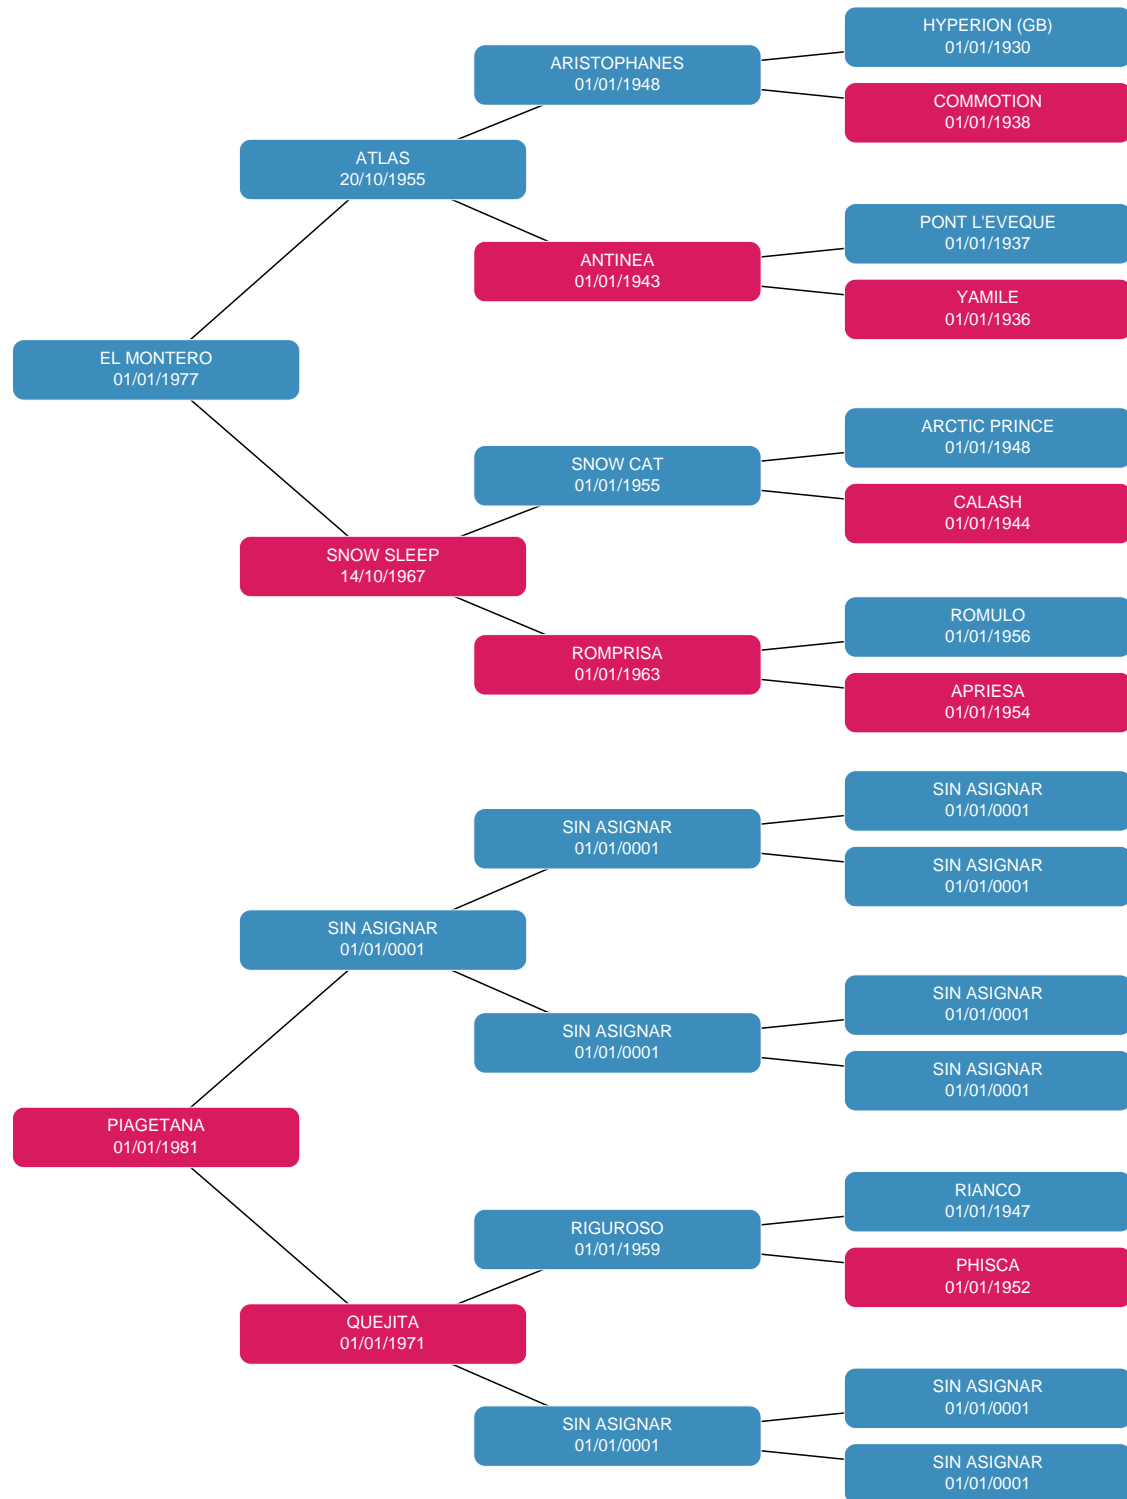 HYPERION (GB)
01/01/1930
ARISTOPHANES
01/01/1948
COMMOTION
01/01/1938
ATLAS
20/10/1955
PONT L'EVEQUE
01/01/1937
ANTINEA
01/01/1943
YAMILE
01/01/1936
EL MONTERO
01/01/1977
ARCTIC PRINCE
01/01/1948
SNOW CAT
01/01/1955
CALASH
01/01/1944
SNOW SLEEP
14/10/1967
ROMULO
01/01/1956
ROMPRISA
01/01/1963
APRIESA
01/01/1954
SIN ASIGNAR
01/01/0001
SIN ASIGNAR
01/01/0001
SIN ASIGNAR
01/01/0001
SIN ASIGNAR
01/01/0001
SIN ASIGNAR
01/01/0001
SIN ASIGNAR
01/01/0001
SIN ASIGNAR
01/01/0001
PIAGETANA
01/01/1981
RIANCO
01/01/1947
RIGUROSO
01/01/1959
PHISCA
01/01/1952
QUEJITA
01/01/1971
SIN ASIGNAR
01/01/0001
SIN ASIGNAR
01/01/0001
SIN ASIGNAR
01/01/0001